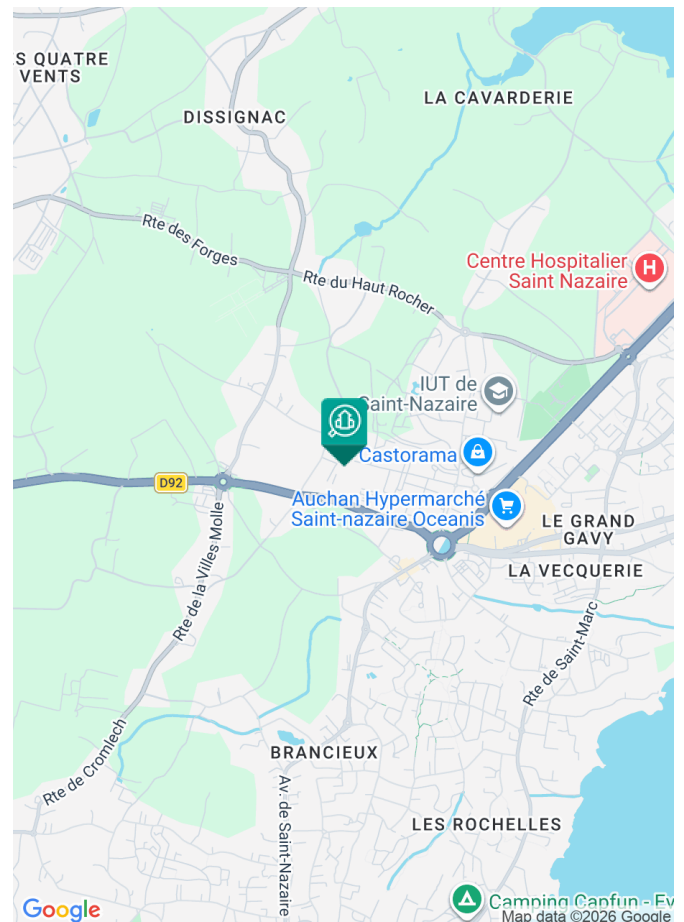 S QUATRE
VENTS
LA CAVARDERIE
DISSIGNAC
Rte des Forges
Centre Hospitalier
Saint Nazaire
H
Rte du Haut Rocher
IUT de
Saint-Nazaire
Castorama
D92
Auchan Hypermarché
Saint-nazaire Oceanis
LE GRAND
GAVY
LA VECQUERIE
Rte de la Villes Molle
Rte de Saint-Marc
Rte de Cromlech
BRANCIEUX
Av. de Saint-Nazaire
LES ROCHELLES
Camping Capfun - Ev
Google
Map data ©2026 Google